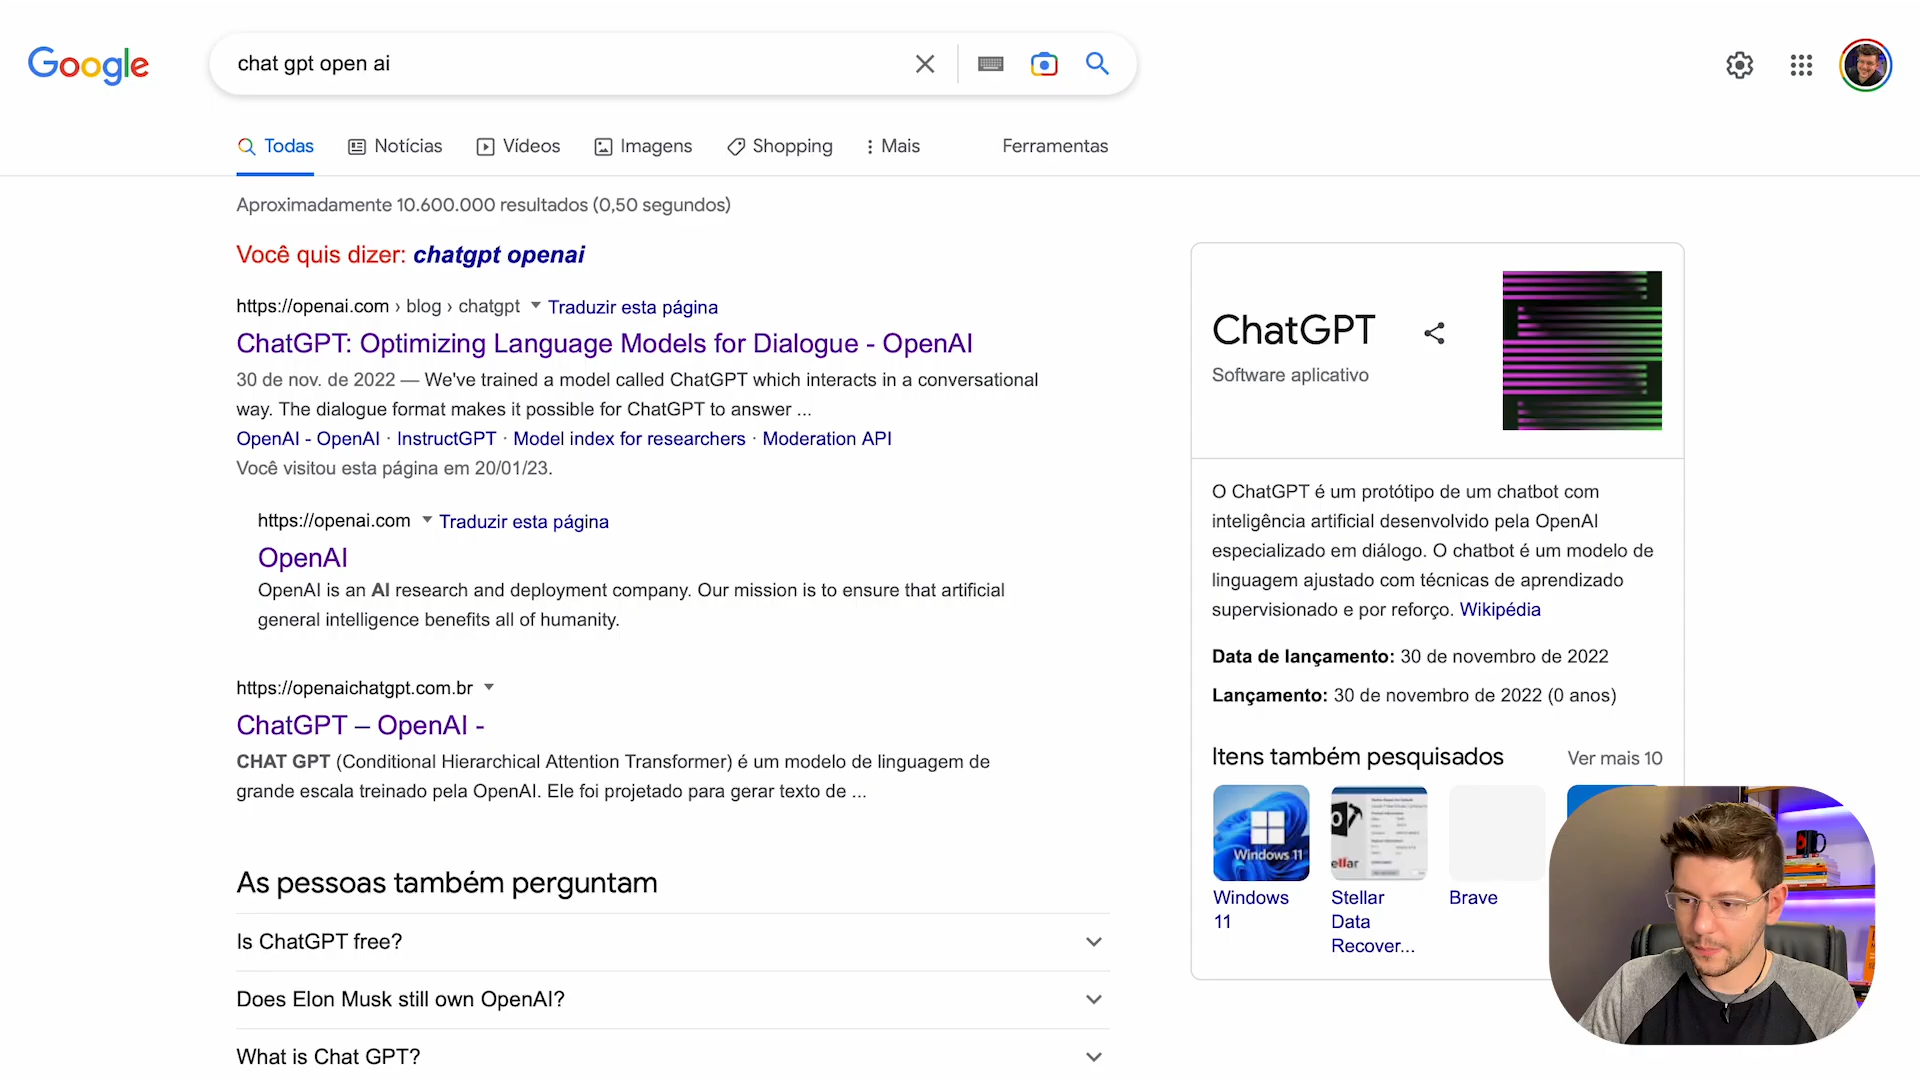 Google
chat gpt open ai
Todas
Notícias
Vídeos
Imagens
Shopping
Mais
Ferramentas
Aproximadamente 10.600.000 resultados (0,50 segundos)
Você quis dizer: chatgpt openai
https://openai.com › blog › chatgpt Traduzir esta página
ChatGPT: Optimizing Language Models for Dialogue - OpenAI
30 de nov. de 2022 — We've trained a model called ChatGPT which interacts in a conversational
way. The dialogue format makes it possible for ChatGPT to answer ...
OpenAI - OpenAI · InstructGPT · Model index for researchers · Moderation API
Você visitou esta página em 20/01/23.
https://openai.com Traduzir esta página
OpenAI
OpenAI is an AI research and deployment company. Our mission is to ensure that artificial
general intelligence benefits all of humanity.
https://openaichatgpt.com.br
ChatGPT – OpenAI -
CHAT GPT (Conditional Hierarchical Attention Transformer) é um modelo de linguagem de
grande escala treinado pela OpenAI. Ele foi projetado para gerar texto de ...
As pessoas também perguntam
Is ChatGPT free?
Does Elon Musk still own OpenAI?
What is Chat GPT?
ChatGPT
Software aplicativo
O ChatGPT é um protótipo de um chatbot com
inteligência artificial desenvolvido pela OpenAI
especializado em diálogo. O chatbot é um modelo de
linguagem ajustado com técnicas de aprendizado
supervisionado e por reforço. Wikipédia
Data de lançamento: 30 de novembro de 2022
Lançamento: 30 de novembro de 2022 (0 anos)
Itens também pesquisados
Ver mais 10
Windows 11
ellar
Windows
11
Stellar
Data
Recover...
Brave